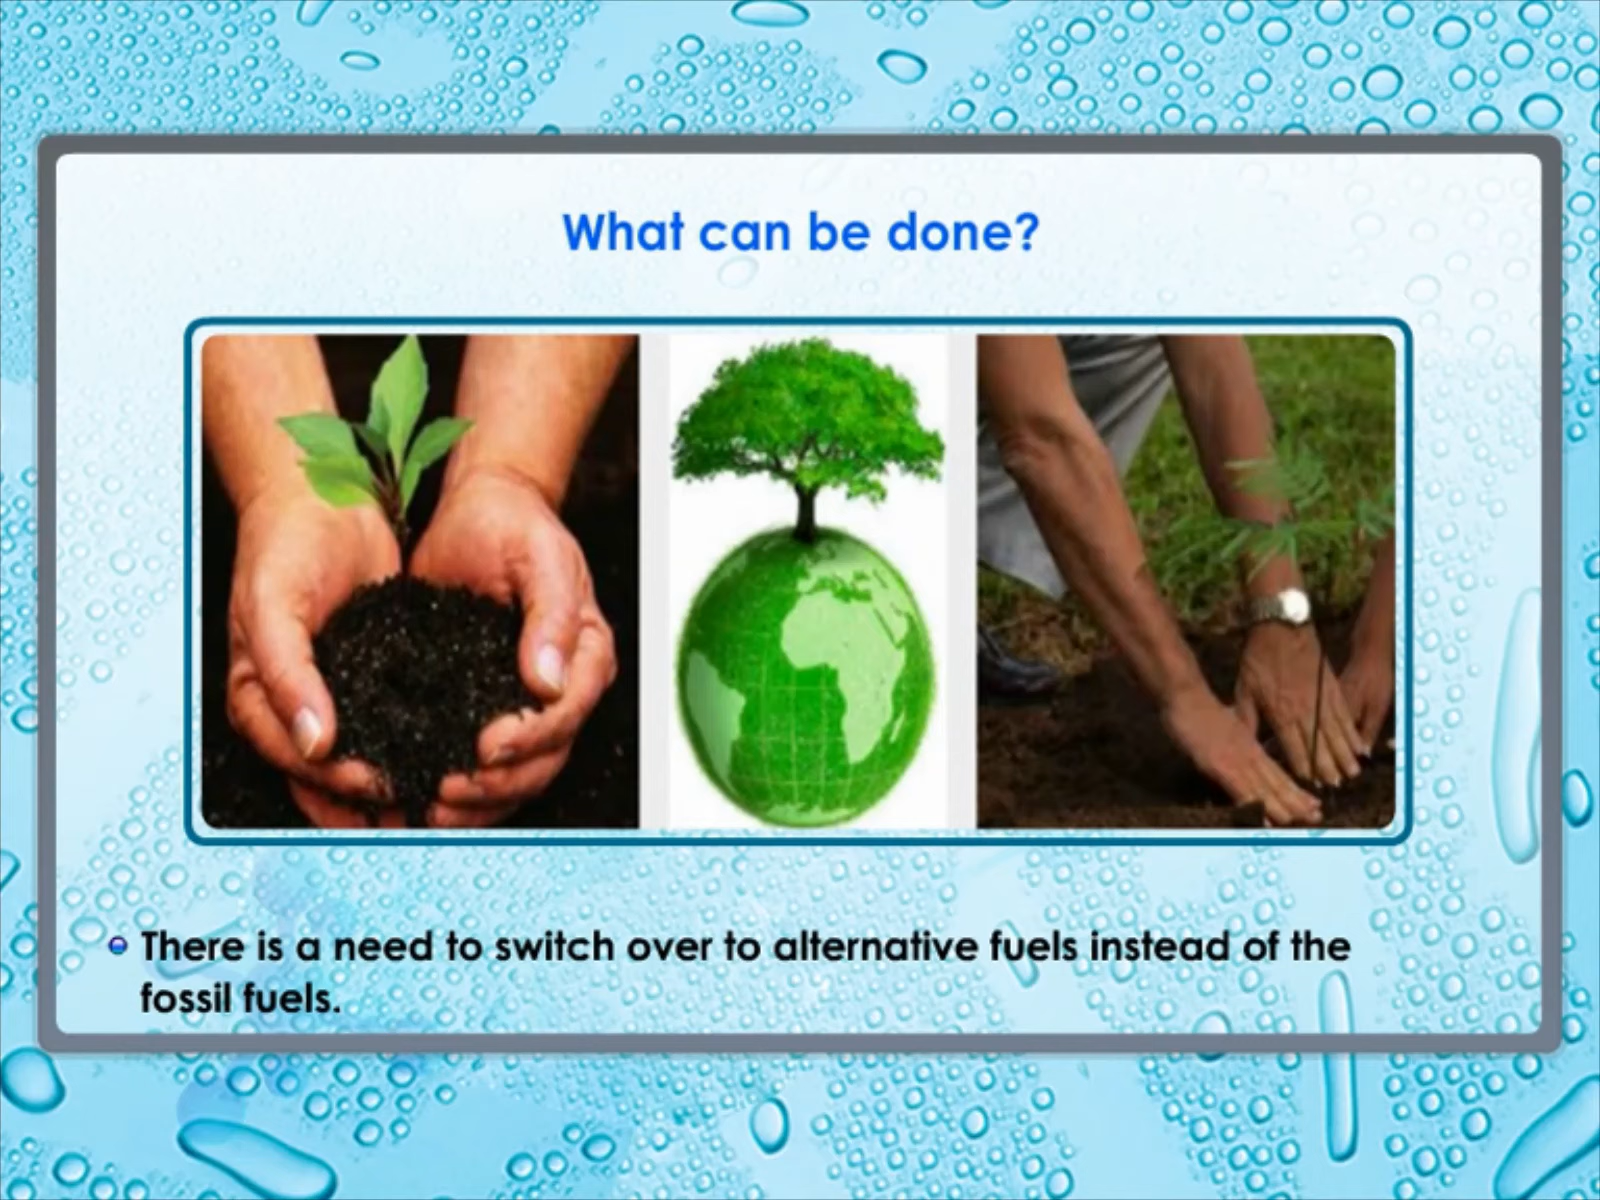 What can be done?
There is a need to switch over to alternative fuels instead of the
fossil fuels.